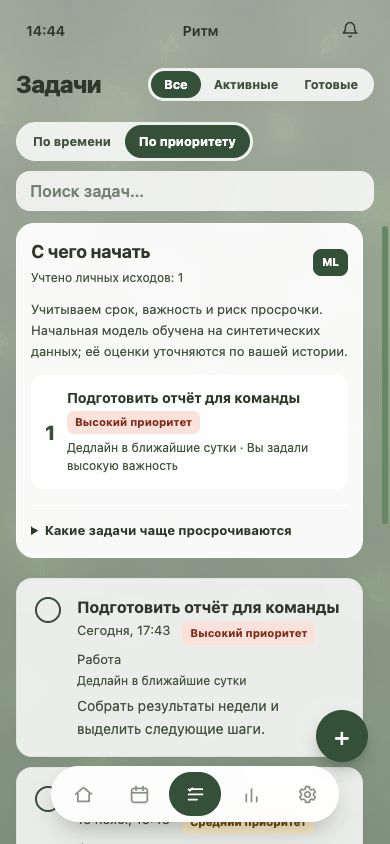 14:44
Ритм
Задачи
Все
Активные
Готовые
По времени
По приоритету
Поиск задач...
С чего начать
Учтено личных исходов: 1
ML
Учитываем срок, важность и риск просрочки.
Начальная модель обучена на синтетических
данных; её оценки уточняются по вашей истории.
1
Подготовить отчёт для команды
Высокий приоритет
Дедлайн в ближайшие сутки · Вы задали
высокую важность
Какие задачи чаще просрочиваются
Подготовить отчёт для команды
Сегодня, 17:43
Высокий приоритет
Работа
Дедлайн в ближайшие сутки
Собрать результаты недели и
выделить следующие шаги.
+
Средний приоритет